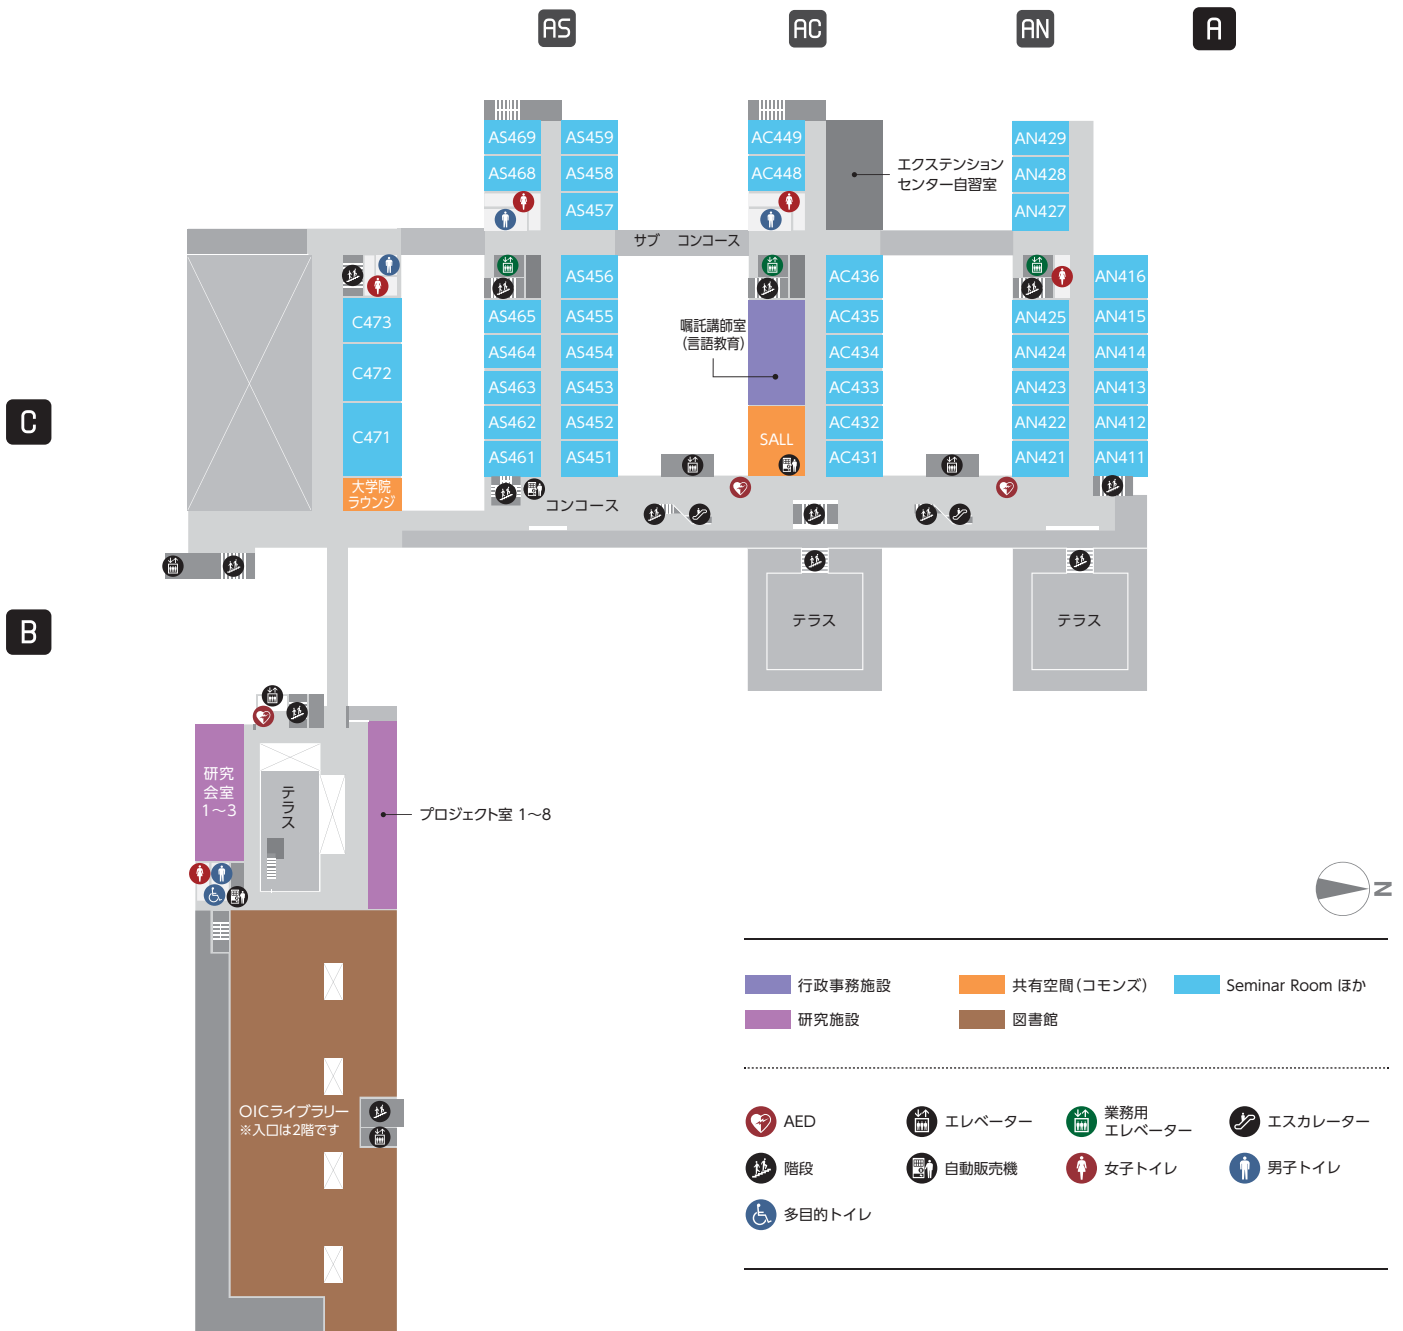 AS
AC
AN
A
AS469
AS459
AC449
AN429
AS468
AS458
AC448
エクステンション
センター自習室
AN428
AS457
AN427
サブ コンコース
AS456
AC436
AN416
C473
AS465
AS455
嘱託講師室
(言語教育)
AC435
AN425
AN415
AS464
AS454
AC434
AN424
AN414
C472
AS463
AS453
AC433
AN423
AN413
C
C471
AS462
AS452
SALL
AC432
AN422
AN412
AS461
AS451
AC431
AN421
AN411
大学院
ラウンジ
コンコース
B
テラス
テラス
研究
会室
1〜3
テラス
プロジェクト室 1〜8
N
行政事務施設
共有空間(コモンズ)
Seminar Room ほか
研究施設
図書館
OICライブラリー
※入口は2階です
AED
エレベーター
業務用
エレベーター
エスカレーター
階段
自動販売機
女子トイレ
男子トイレ
多目的トイレ